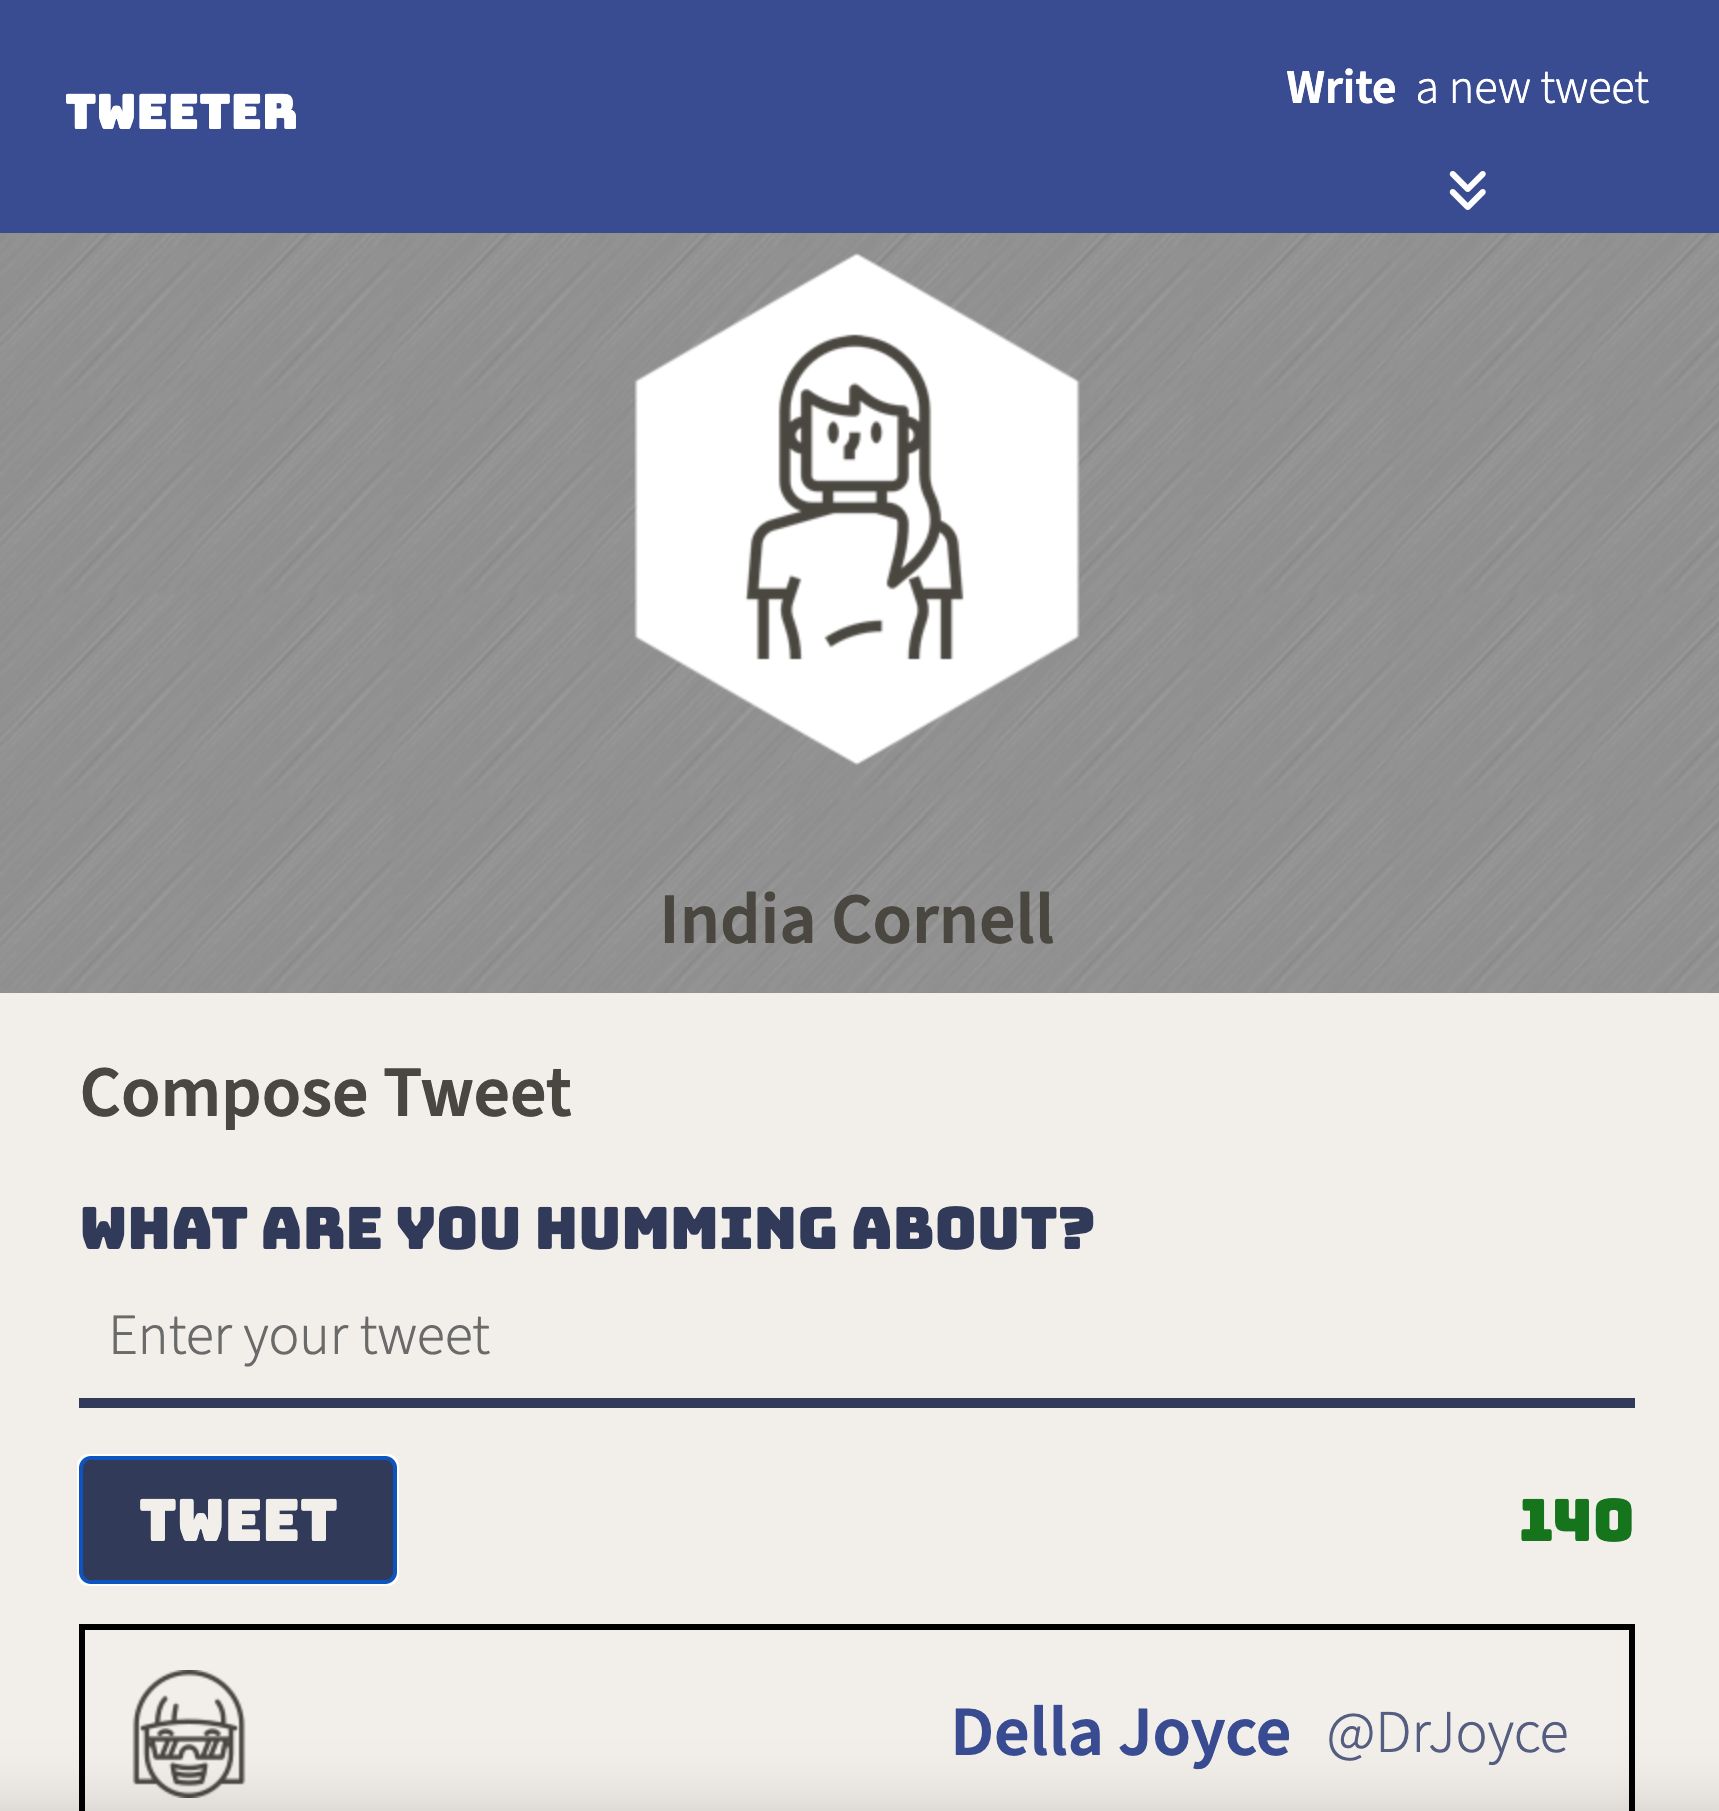 TWEETER
Write a new tweet
India Cornell
Compose Tweet
WHAT ARE YOU HUMMING ABOUT?
Enter your tweet
TWEET
140
Della Joyce @DrJoyce